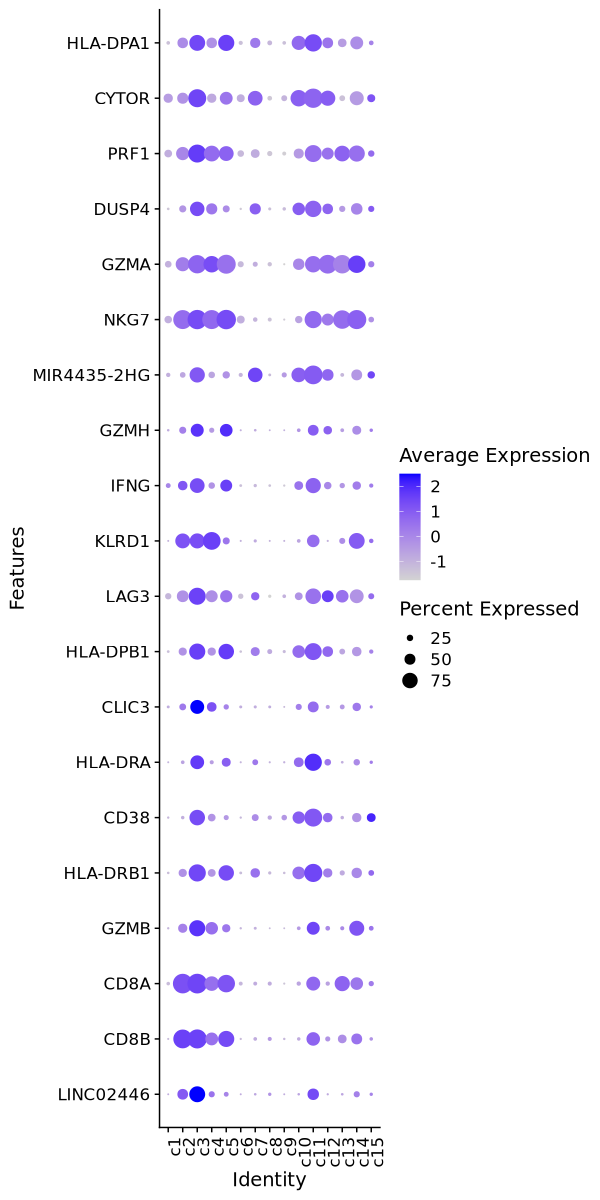 HLA-DPA1
CYTOR
PRF1
DUSP4
GZMA
NKG7
MIR4435-2HG
GZMH
IFNG
KLRD1
LAG3
HLA-DPB1
CLIC3
HLA-DRA
CD38
HLA-DRB1
GZMB
CD8A
CD8B
LINC02446
Features
c1
c2
c3
c4
c5
c6
c7
c8
c9
c10
c11
c12
c13
c14
c15
Identity
Average Expression
2
1
0
-1
Percent Expressed
25
50
75